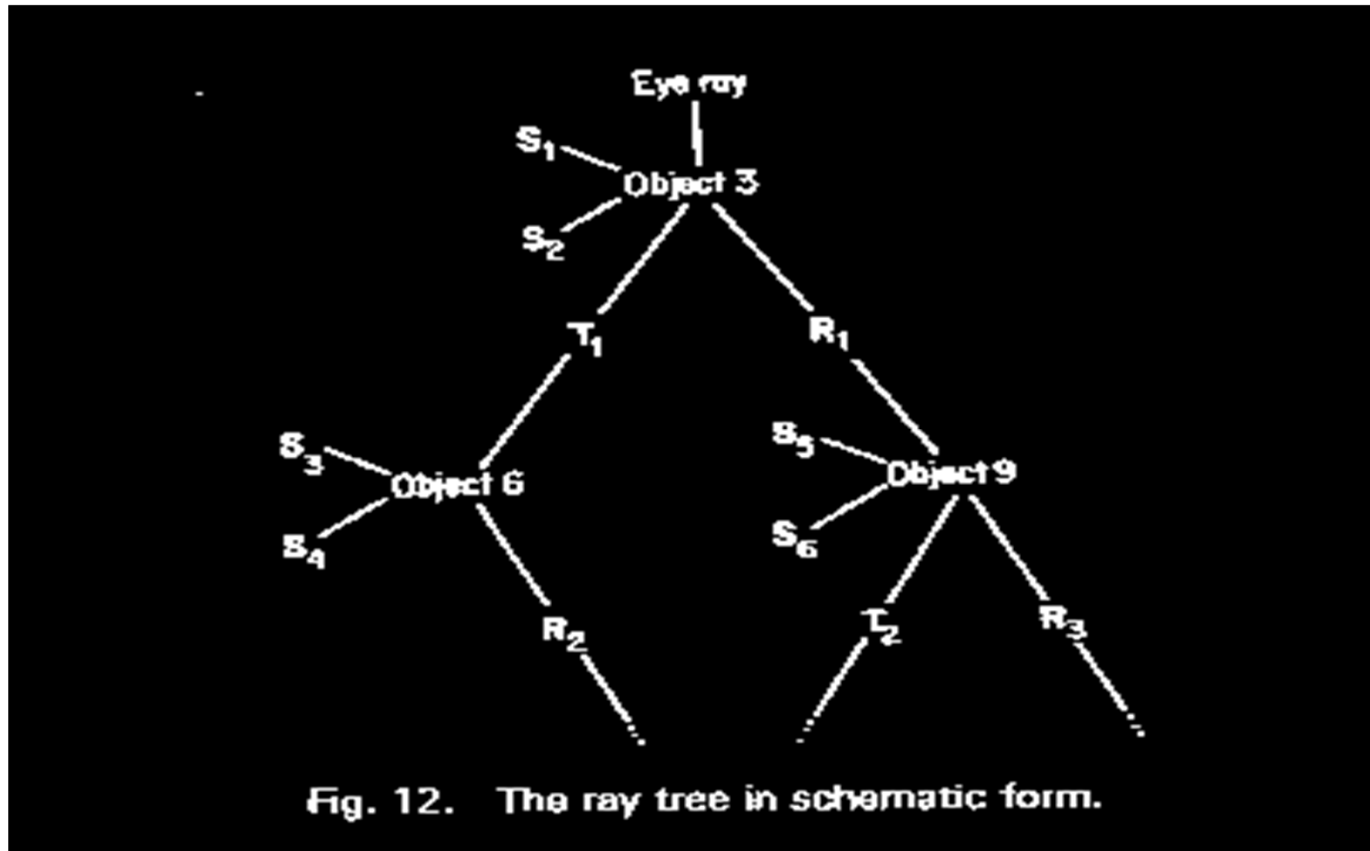 Eye ray
S1
Object 3
S2
T1
R1
S3
S5
Object 6
Object 9
S4
S6
R2
T2
R3
Fig. 12. The ray tree in schematic form.